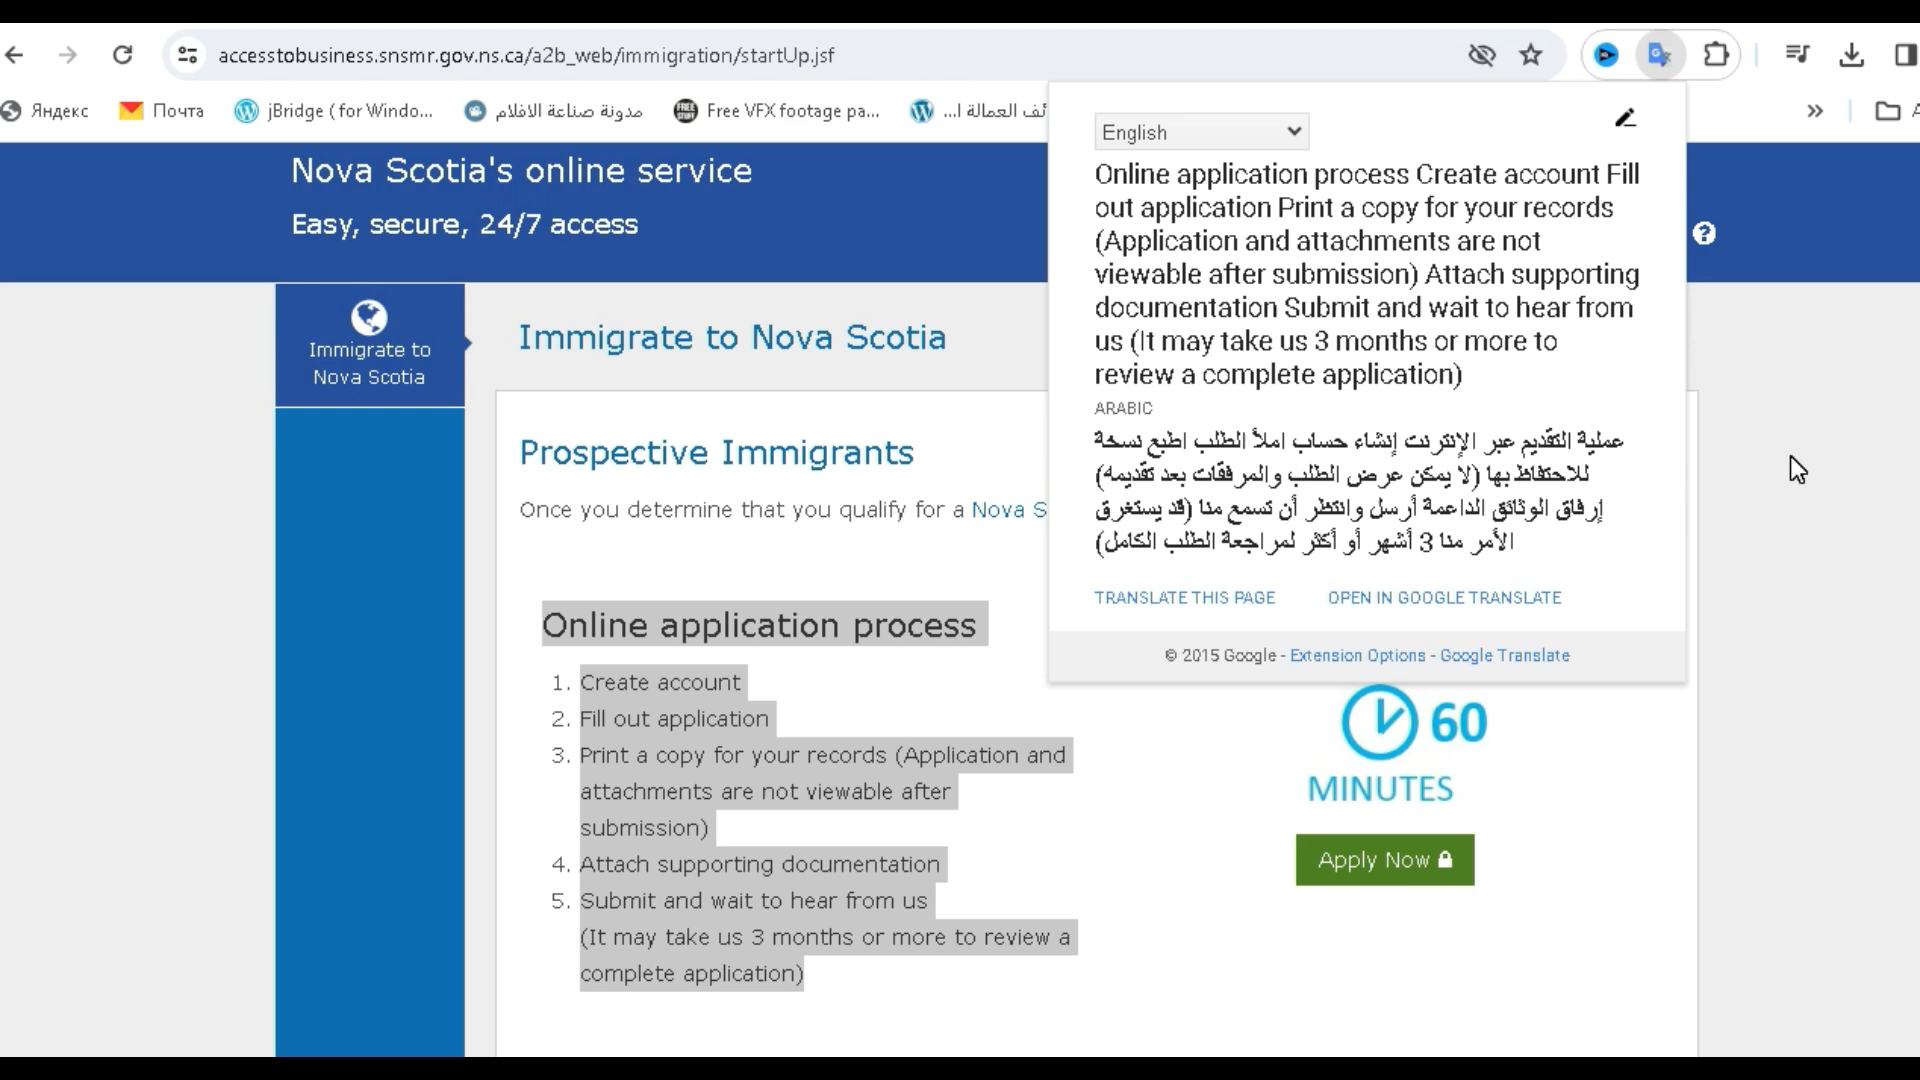 accesstobusiness.snsmr.gov.ns.ca/a2b_web/immigration/startUp.jsf
Яндекс
Почта
jBridge (for Windo...
مدونة صناعة الافلام
Free VFX footage pa...
...ئف العمالة ا
Nova Scotia's online service
Easy, secure, 24/7 access
Immigrate to
Nova Scotia
Immigrate to Nova Scotia
Prospective Immigrants
Once you determine that you qualify for a Nova S
Online application process
1. Create account
2. Fill out application
3. Print a copy for your records (Application and
attachments are not viewable after
submission)
4. Attach supporting documentation
5. Submit and wait to hear from us
(It may take us 3 months or more to review a
complete application)
English
Online application process Create account Fill
out application Print a copy for your records
(Application and attachments are not
viewable after submission) Attach supporting
documentation Submit and wait to hear from
us (It may take us 3 months or more to
review a complete application)
ARABIC
عملية التقديم عبر الإنترنت إنشاء حساب املأ الطلب اطبع نسخة
للاحتفاظ بها (لا يمكن عرض الطلب والمرفقات بعد تقديمه)
إرفاق الوثائق الداعمة أرسل وانتظر أن تسمع منا (قد يستغرق
الأمر منا 3 أشهر أو أكثر لمراجعة الطلب الكامل)
TRANSLATE THIS PAGE
OPEN IN GOOGLE TRANSLATE
© 2015 Google - Extension Options - Google Translate
60
MINUTES
Apply Now